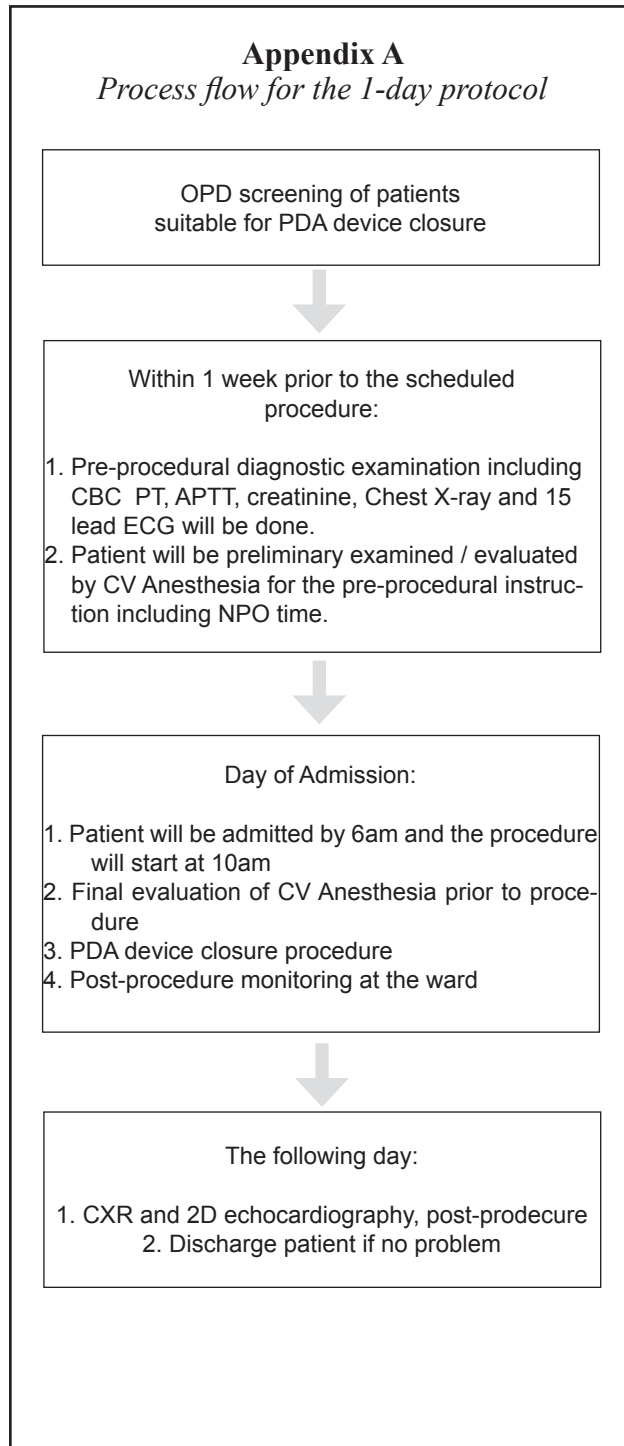 Appendix A
Process flow for the 1-day protocol
OPD screening of patients
suitable for PDA device closure
Within 1 week prior to the scheduled
procedure:
1. Pre-procedural diagnostic examination including
CBC PT, APTT, creatinine, Chest X-ray and 15
lead ECG will be done.
2. Patient will be preliminary examined / evaluated
by CV Anesthesia for the pre-procedural instruc-
tion including NPO time.
Day of Admission:
1. Patient will be admitted by 6am and the procedure
will start at 10am
2. Final evaluation of CV Anesthesia prior to proce-
dure
3. PDA device closure procedure
4. Post-procedure monitoring at the ward
The following day:
1. CXR and 2D echocardiography, post-prodecure
2. Discharge patient if no problem